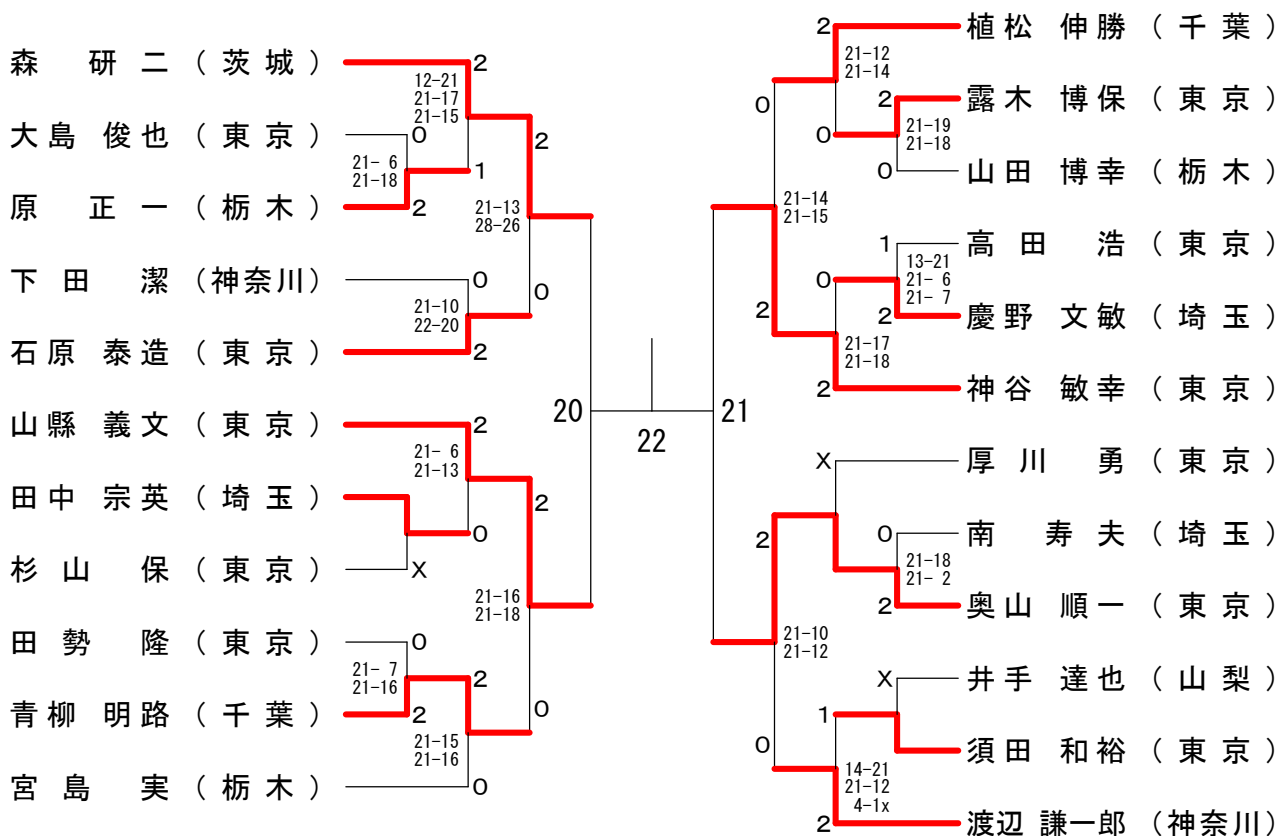 森 研二 ( 茨城 )
2
12-21
21-17
21-15
大島 俊也 ( 東京 )
0
21- 6
21-18
1
原 正一 ( 栃木 )
2
2
21-13
28-26
下田 潔 (神奈川)
0
21-10
22-20
0
石原 泰造 ( 東京 )
2
山縣 義文 ( 東京 )
2
21- 6
21-13
田中 宗英 ( 埼玉 )
0
2
杉山 保 ( 東京 )
X
21-16
21-18
田勢 隆 ( 東京 )
0
21- 7
21-16
2
青柳 明路 ( 千葉 )
2
0
21-15
21-16
宮島 実 ( 栃木 )
0
20
22
21
2
植松 伸勝 ( 千葉 )
21-12
21-14
0
2
露木 博保 ( 東京 )
0
21-19
21-18
0
山田 博幸 ( 栃木 )
21-14
21-15
1
高田 浩 ( 東京 )
0
13-21
21- 6
21- 7
2
2
慶野 文敏 ( 埼玉 )
21-17
21-18
2
神谷 敏幸 ( 東京 )
X
厚川 勇 ( 東京 )
2
0
南 寿夫 ( 埼玉 )
21-18
21- 2
2
奥山 順一 ( 東京 )
21-10
21-12
X
井手 達也 ( 山梨 )
1
0
須田 和裕 ( 東京 )
14-21
21-12
4-1x
2
渡辺 謙一郎 (神奈川)